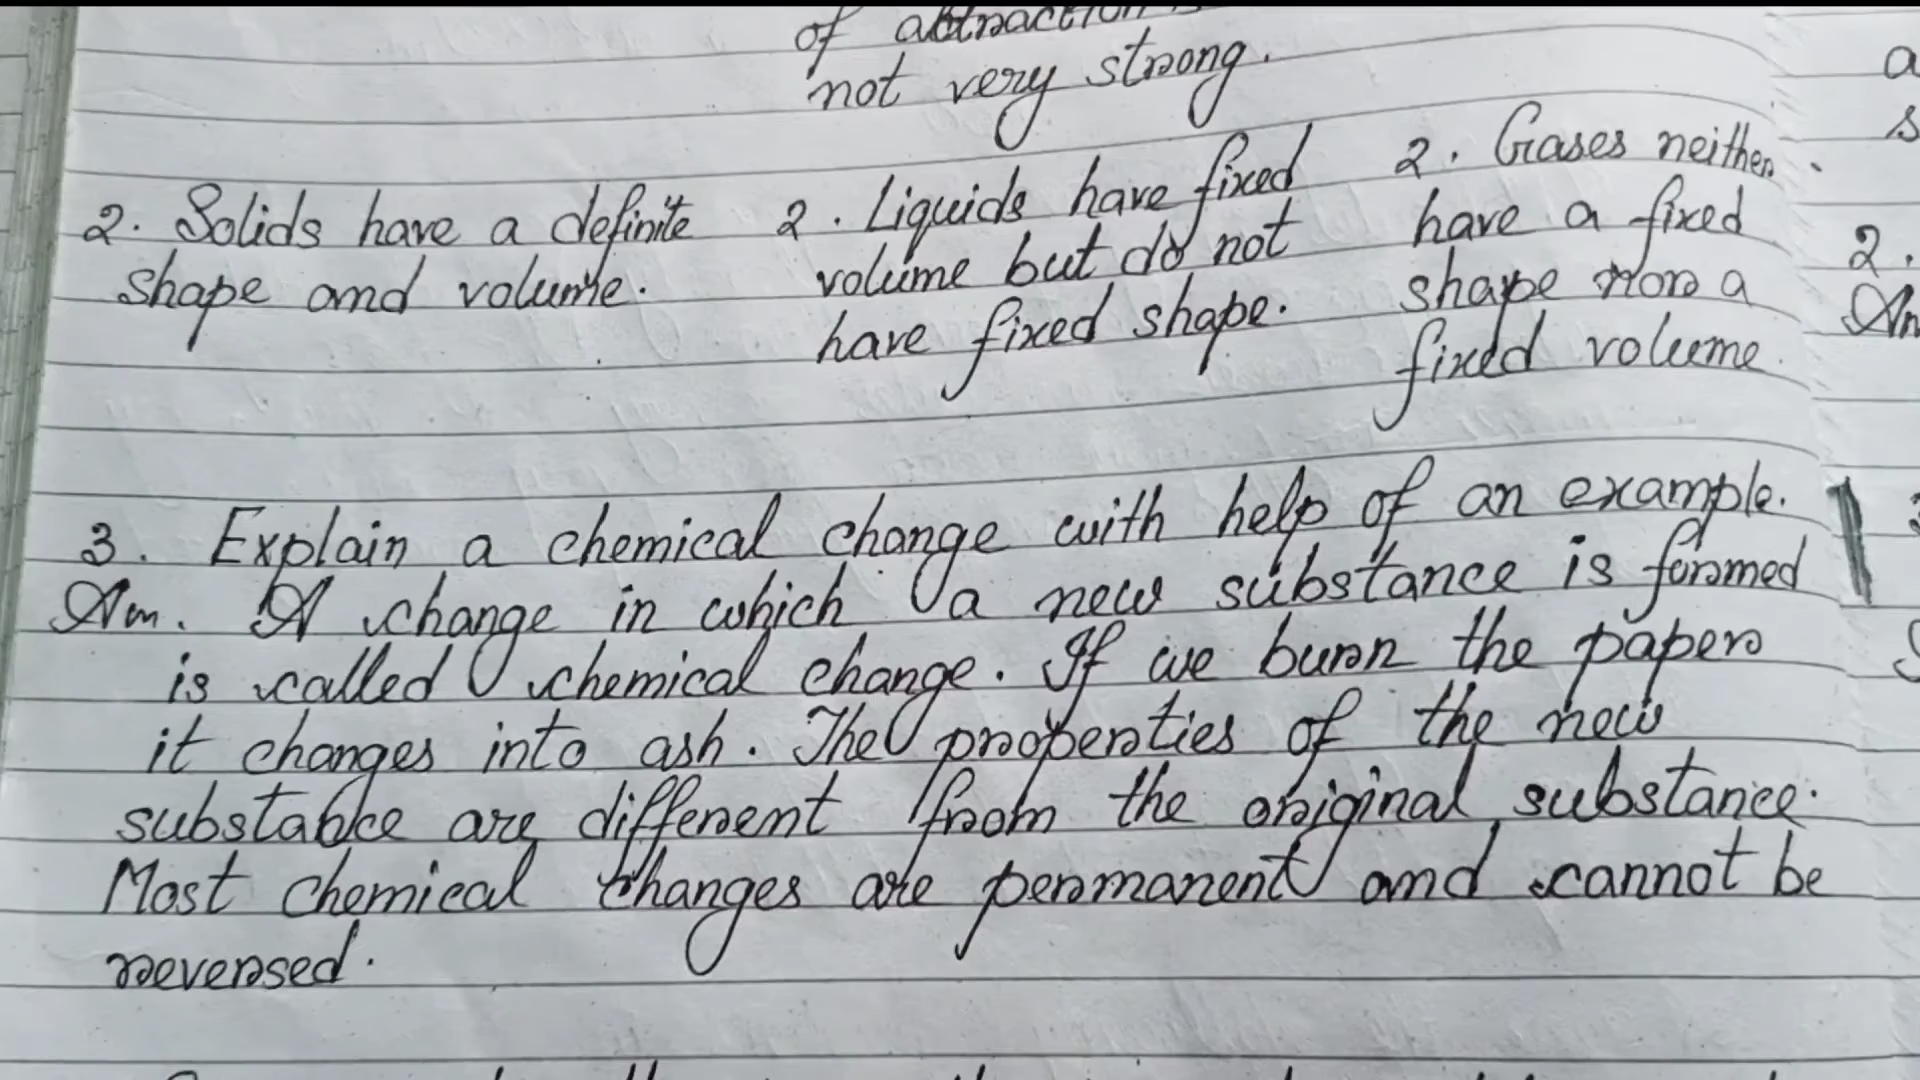 of attraction
not very strong.
2. Solids have a definite
shape and volume.
2. Liquids have fixed
volume but do not
have fixed shape.
2. Gases neither
have a fixed
shape nor a
fixed volume.
3. Explain a chemical change with help of an example.
Ans. A change in which a new substance is formed
is called chemical change. If we burn the paper
it changes into ash. The properties of the new
substance are different from the original substance.
Most chemical changes are permanent and cannot be
reversed.
a
s
2.
An